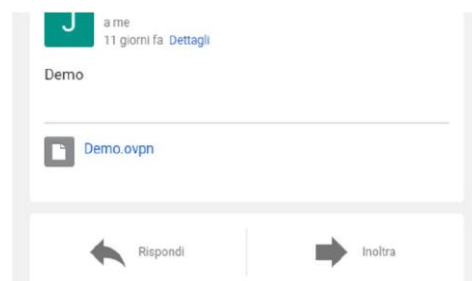 J
a me
11 giorni fa Dettagli
Demo
Demo.ovpn
Rispondi
Inoltra